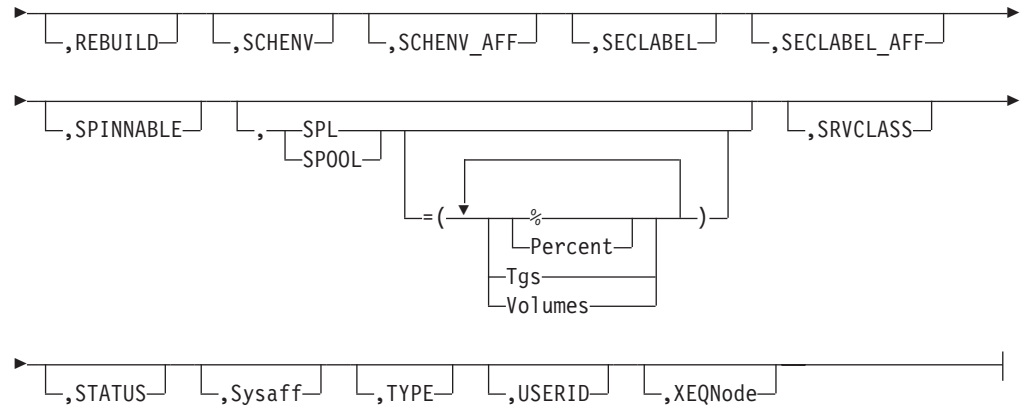 ,REBUILD ,SCHENV ,SCHENV_AFF ,SECLABEL ,SECLABEL_AFF
,SPINNABLE , SPL ,SRVCLASS
SPOOL
=( % )
Percent
Tgs
Volumes
,STATUS ,Sysaff ,TYPE ,USERID ,XEQNode